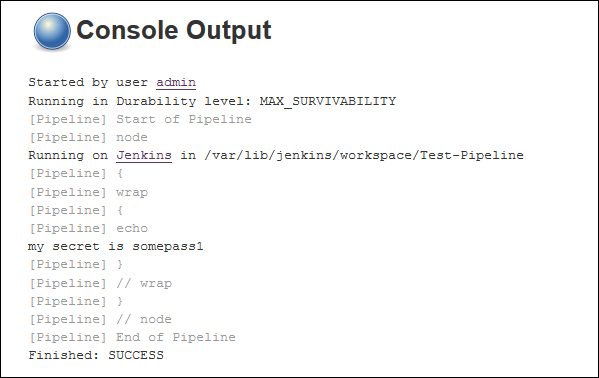 Console Output
Started by user admin
Running in Durability level: MAX_SURVIVABILITY
[Pipeline] Start of Pipeline
[Pipeline] node
Running on Jenkins in /var/lib/jenkins/workspace/Test-Pipeline
[Pipeline] {
[Pipeline] wrap
[Pipeline] {
[Pipeline] echo
my secret is somepass1
[Pipeline] }
[Pipeline] // wrap
[Pipeline] }
[Pipeline] // node
[Pipeline] End of Pipeline
Finished: SUCCESS